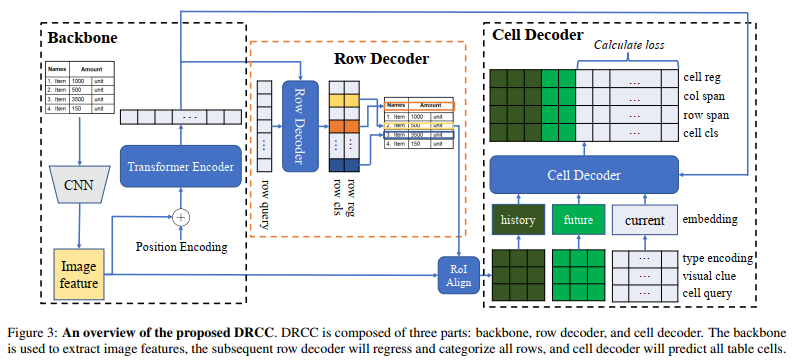 Backbone
Names Amount
1. Item 1000 unit
2. Item 500 unit
3. Item 3500 unit
4. Item 150 unit
...
Transformer Encoder
CNN
Position Encoding
Image
feature
Row Decoder
Row Decoder
row query
row cls
row reg
Names Amount
1. Item 1000 unit
2. Item 500 unit
3. Item 3500 unit
4. Item 150 unit
RoI
Align
Cell Decoder
Calculate loss
... cell reg
... col span
... row span
... cell cls
Cell Decoder
history future current embedding
... type encoding
... visual clue
... cell query
Figure 3: An overview of the proposed DRCC. DRCC is composed of three parts: backbone, row decoder, and cell decoder. The backbone
is used to extract image features, the subsequent row decoder will regress and categorize all rows, and cell decoder will predict all table cells.